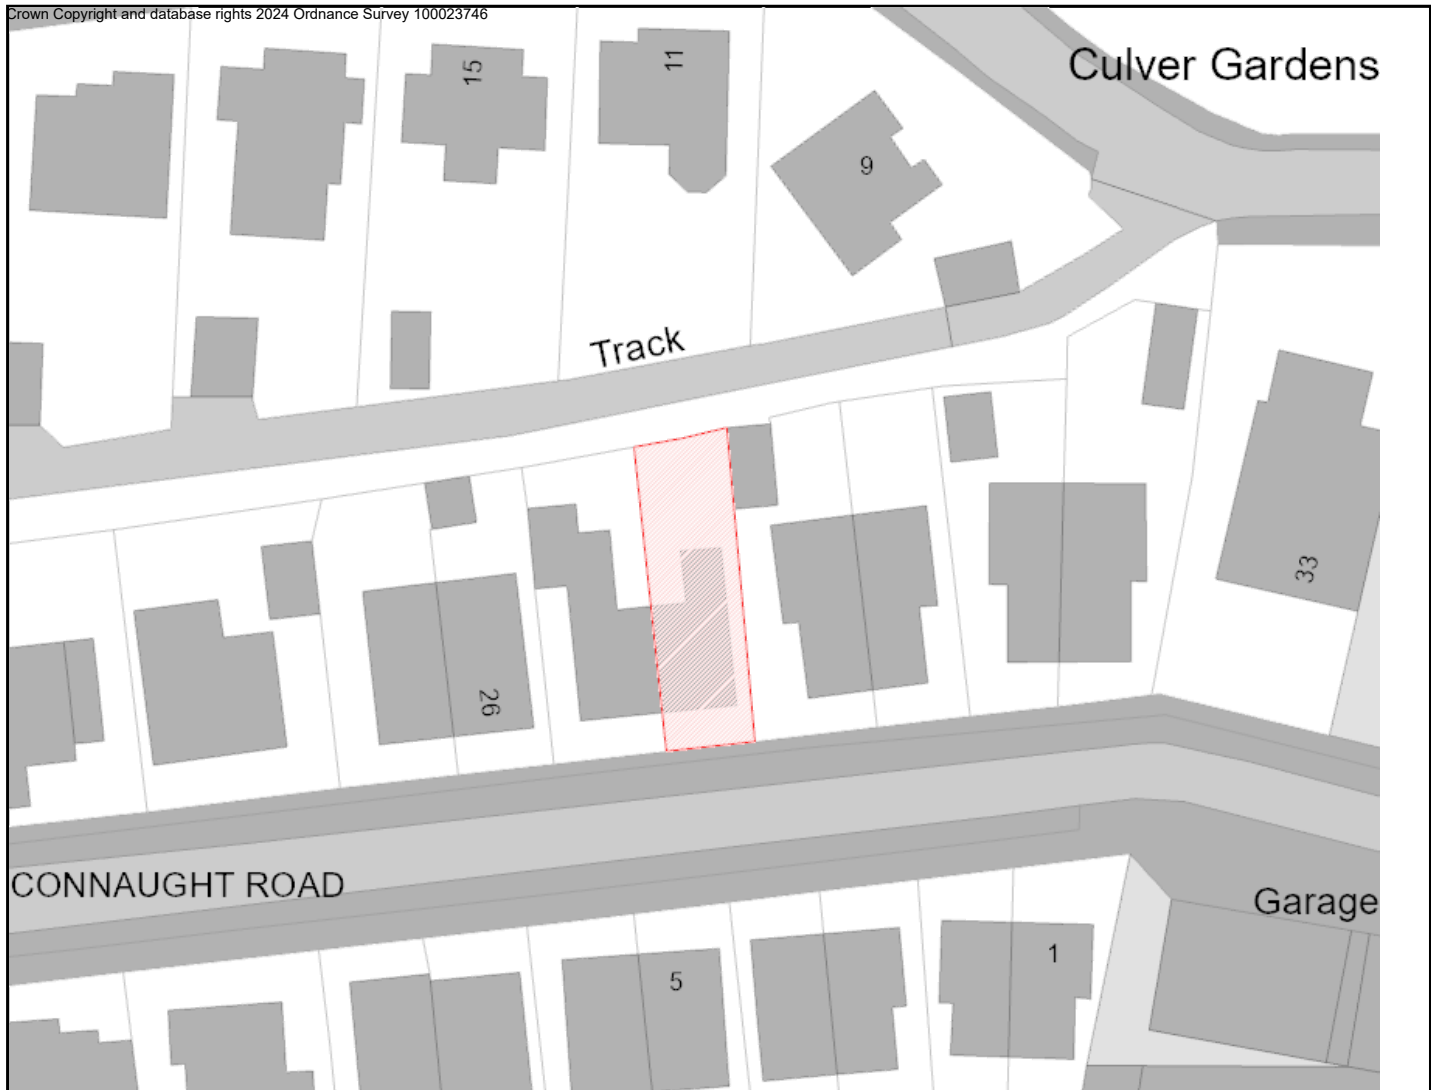 Crown Copyright and database rights 2024 Ordnance Survey 100023746
Culver Gardens
15
11
9
Track
33
26
CONNAUGHT ROAD
Garage
1
5